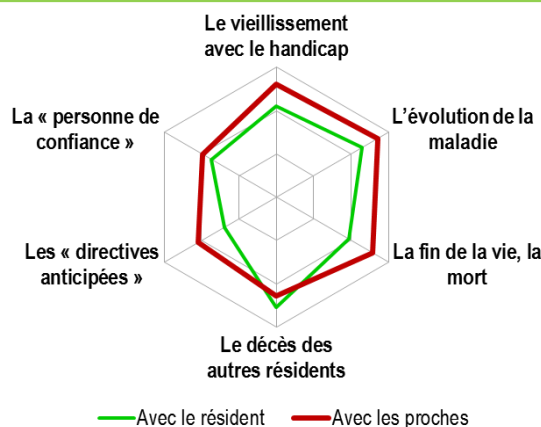 Le vieillissement
avec le handicap
La « personne de
confiance »
L’évolution de la
maladie
Les « directives
anticipées »
La fin de la vie, la
mort
Le décès des
autres résidents
Avec le résident
Avec les proches